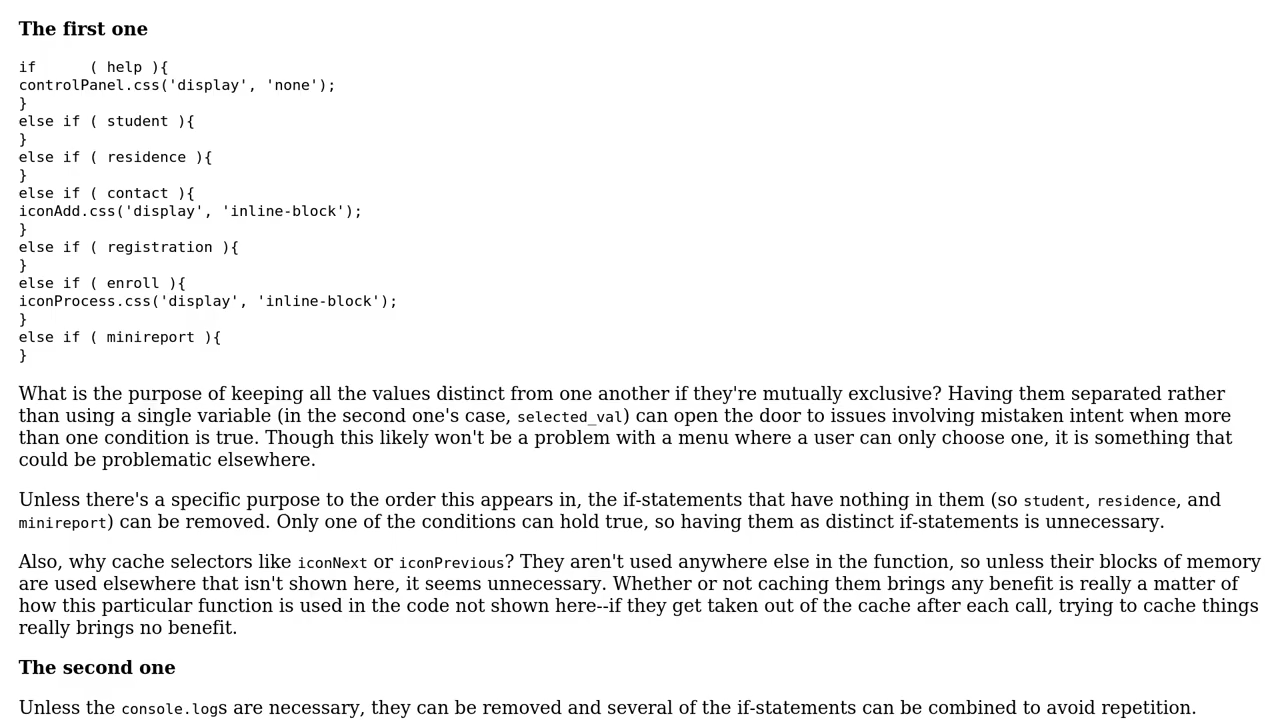 The first one
if      ( help ){
controlPanel.css('display', 'none');
}
else if ( student ){
}
else if ( residence ){
}
else if ( contact ){
iconAdd.css('display', 'inline-block');
}
else if ( registration ){
}
else if ( enroll ){
iconProcess.css('display', 'inline-block');
}
else if ( minireport ){
}
What is the purpose of keeping all the values distinct from one another if they're mutually exclusive? Having them separated rather
than using a single variable (in the second one's case, selected_val) can open the door to issues involving mistaken intent when more
than one condition is true. Though this likely won't be a problem with a menu where a user can only choose one, it is something that
could be problematic elsewhere.
Unless there's a specific purpose to the order this appears in, the if-statements that have nothing in them (so student, residence, and
minireport) can be removed. Only one of the conditions can hold true, so having them as distinct if-statements is unnecessary.
Also, why cache selectors like iconNext or iconPrevious? They aren't used anywhere else in the function, so unless their blocks of memory
are used elsewhere that isn't shown here, it seems unnecessary. Whether or not caching them brings any benefit is really a matter of
how this particular function is used in the code not shown here--if they get taken out of the cache after each call, trying to cache things
really brings no benefit.
The second one
Unless the console.logs are necessary, they can be removed and several of the if-statements can be combined to avoid repetition.